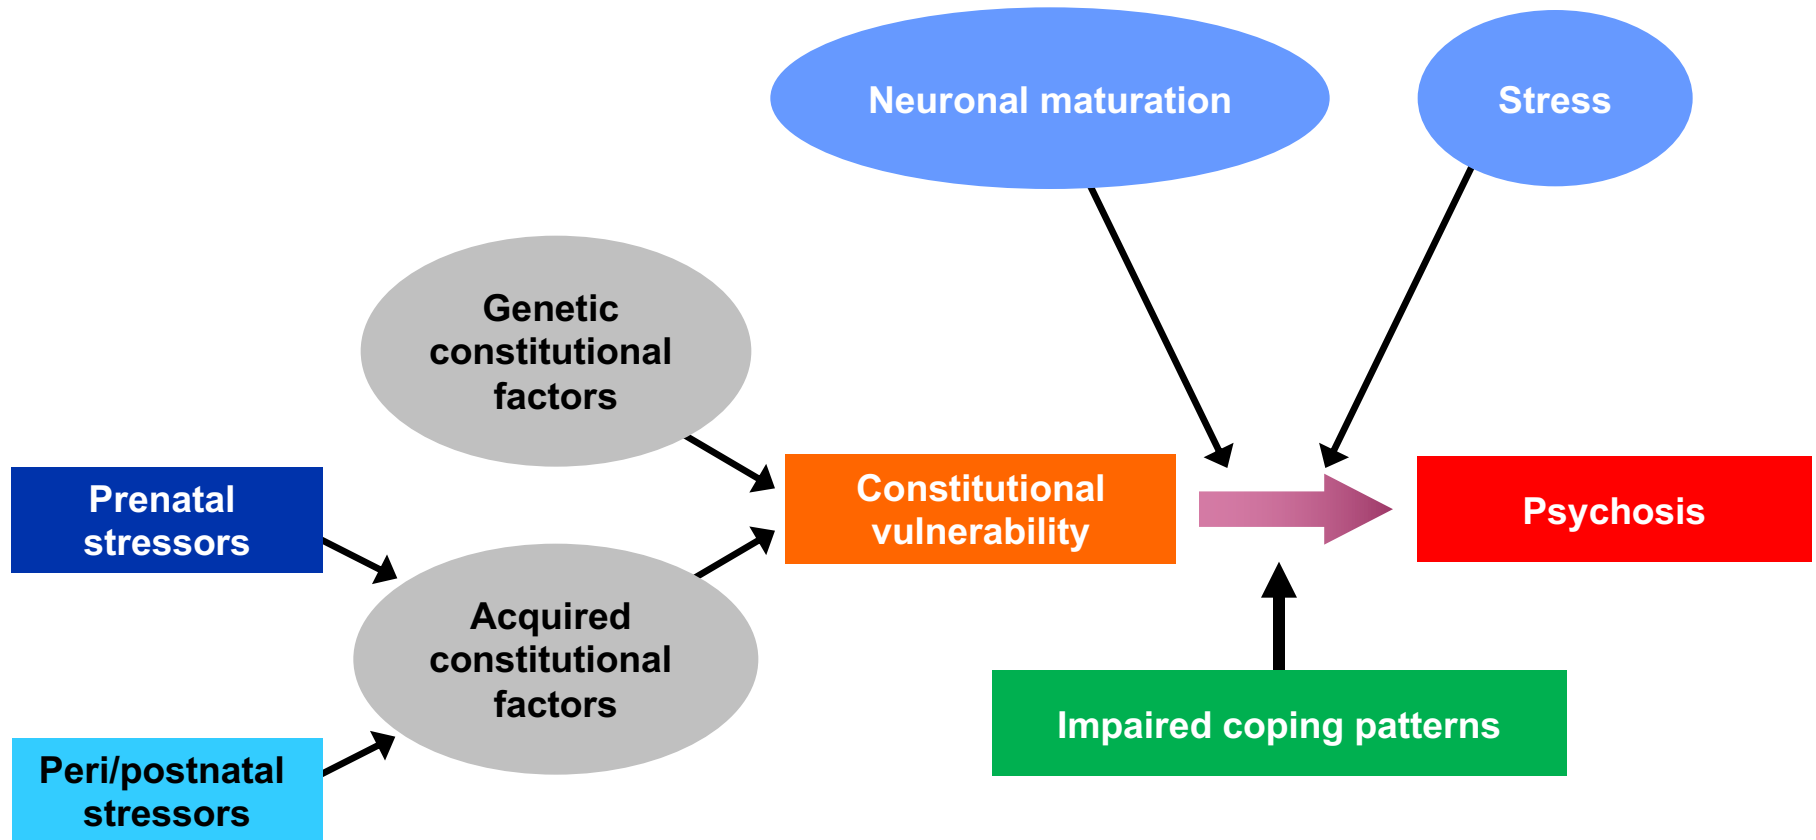 Neuronal maturation
Stress
Genetic
constitutional
factors
Prenatal
stressors
Constitutional
vulnerability
Psychosis
Acquired
constitutional
factors
Impaired coping patterns
Peri/postnatal
stressors